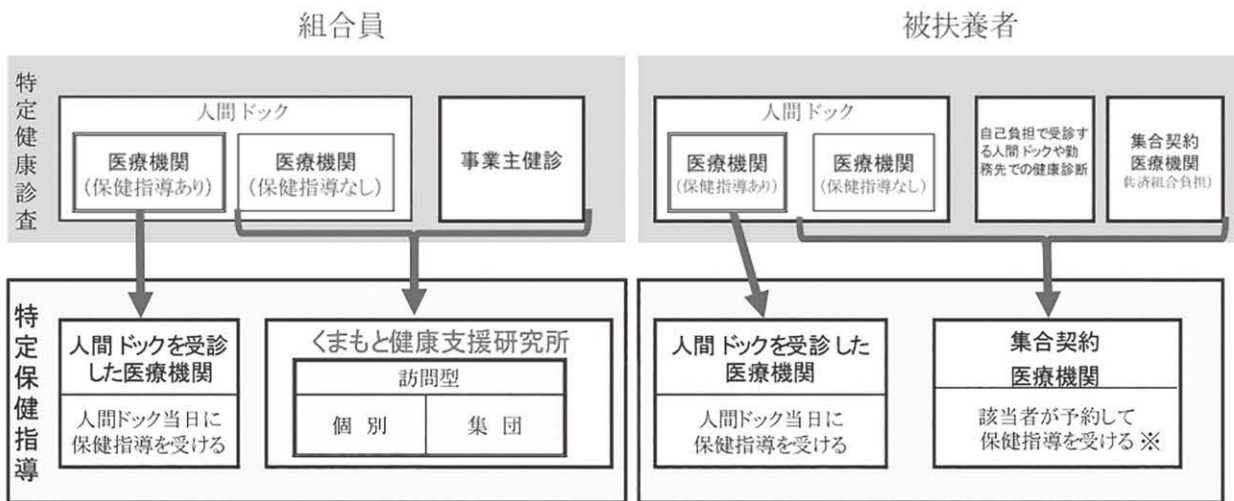 組合員
特定健康診査
人間ドック
医療機関
(保健指導あり)
医療機関
(保健指導なし)
事業主健診
特定保健指導
人間ドックを受診
した医療機関
人間ドック当日に
保健指導を受ける
くまもと健康支援研究所
訪問型
個別
集団
被扶養者
人間ドック
医療機関
(保健指導あり)
医療機関
(保健指導なし)
自己負担で受診す
る人間ドックや勤
務先での健康診断
集合契約
医療機関
(共済組合負担)
人間ドックを受診した
医療機関
人間ドック当日に
保健指導を受ける
集合契約
医療機関
該当者が予約して
保健指導を受ける※